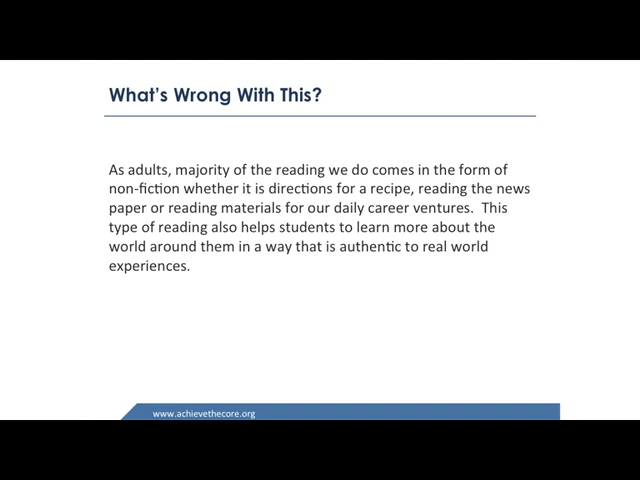 What's Wrong With This?
As adults, majority of the reading we do comes in the form of
non-fiction whether it is directions for a recipe, reading the news
paper or reading materials for our daily career ventures.  This
type of reading also helps students to learn more about the
world around them in a way that is authentic to real world
experiences.
www.achievethecore.org